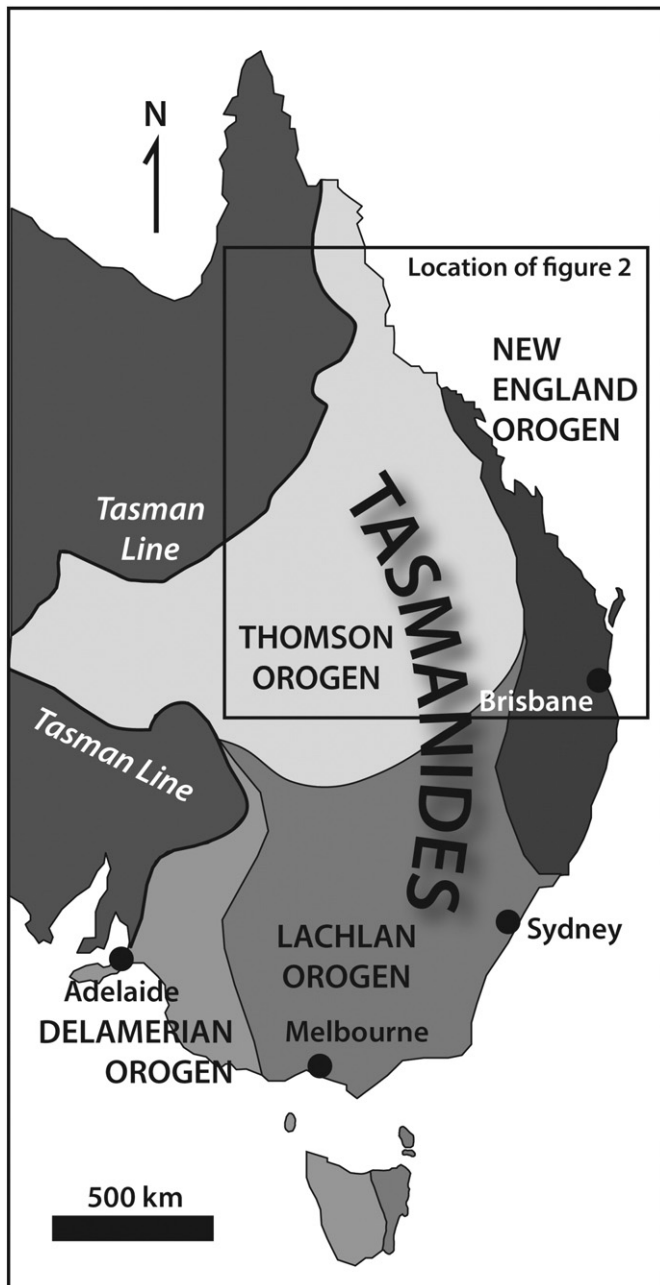 N
Location of figure 2
NEW
ENGLAND
OROGEN
Tasman
Line
TASMANIDES
THOMSON
OROGEN
Brisbane
Tasman Line
Sydney
LACHLAN
OROGEN
Adelaide
DELAMERIAN
OROGEN
Melbourne
500 km